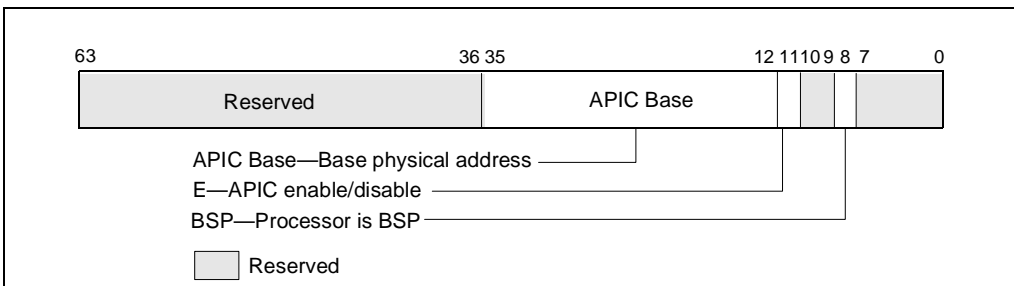 63 36 35 12 11 10 9 8 7 0
Reserved APIC Base
APIC Base—Base physical address
E—APIC enable/disable
BSP—Processor is BSP
Reserved